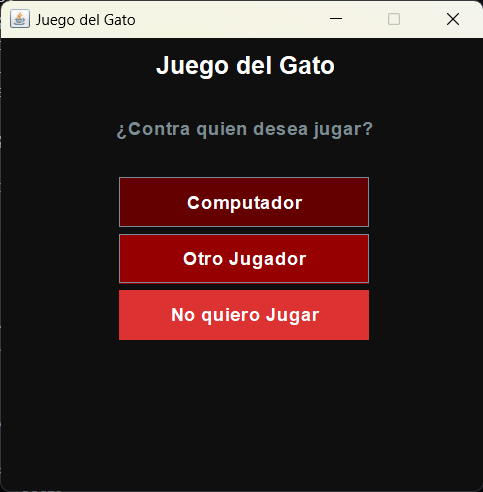 Juego del Gato
Juego del Gato
¿Contra quien desea jugar?
Computador
Otro Jugador
No quiero Jugar